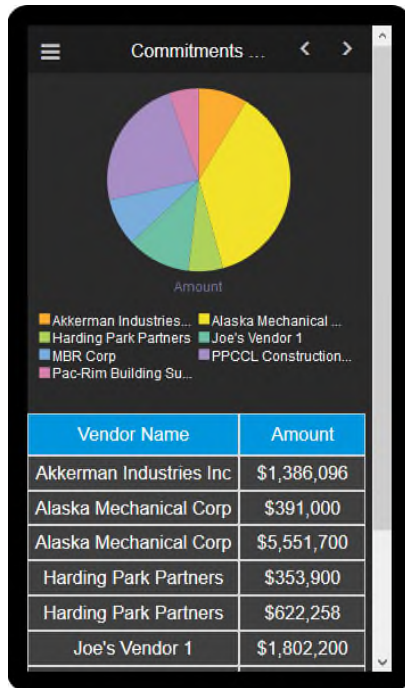 Commitments ...
Amount
Akkerman Industries... Alaska Mechanical ...
Harding Park Partners Joe's Vendor 1
MBR Corp PPCCL Construction...
Pac-Rim Building Su...
Vendor Name Amount
Akkerman Industries Inc $1,386,096
Alaska Mechanical Corp $391,000
Alaska Mechanical Corp $5,551,700
Harding Park Partners $353,900
Harding Park Partners $622,258
Joe's Vendor 1 $1,802,200